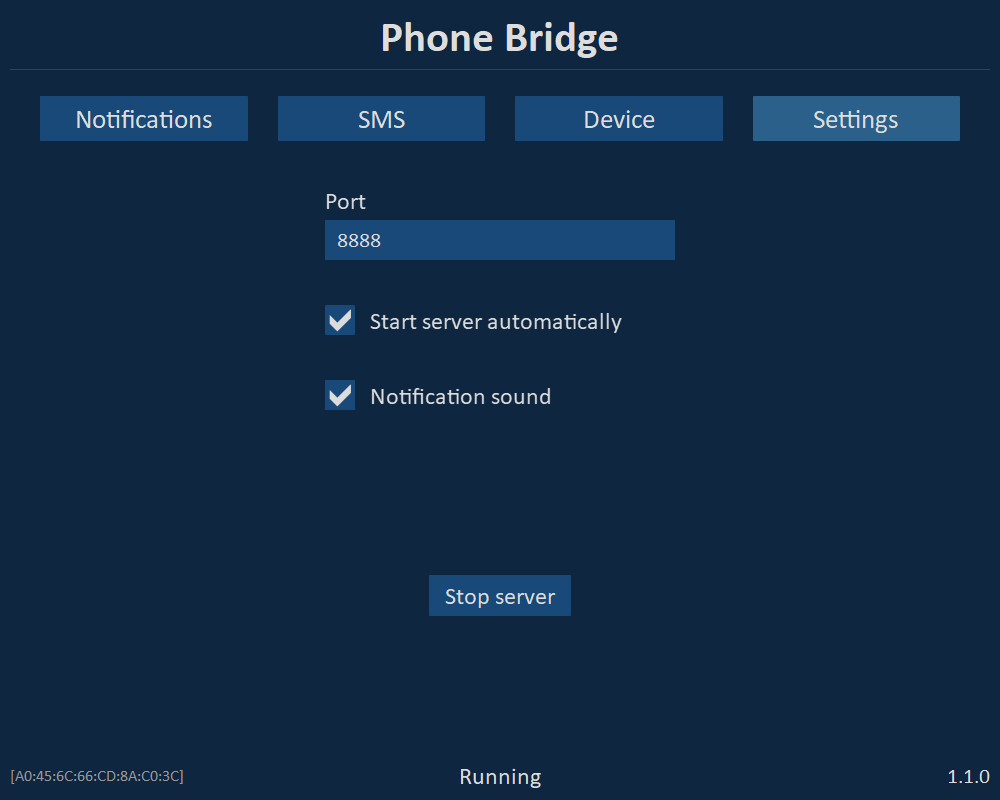 Phone Bridge
Notifications
SMS
Device
Settings
Port
8888
Start server automatically
Notification sound
Stop server
[A0:45:6C:66:CD:8A:C0:3C]
Running
1.1.0